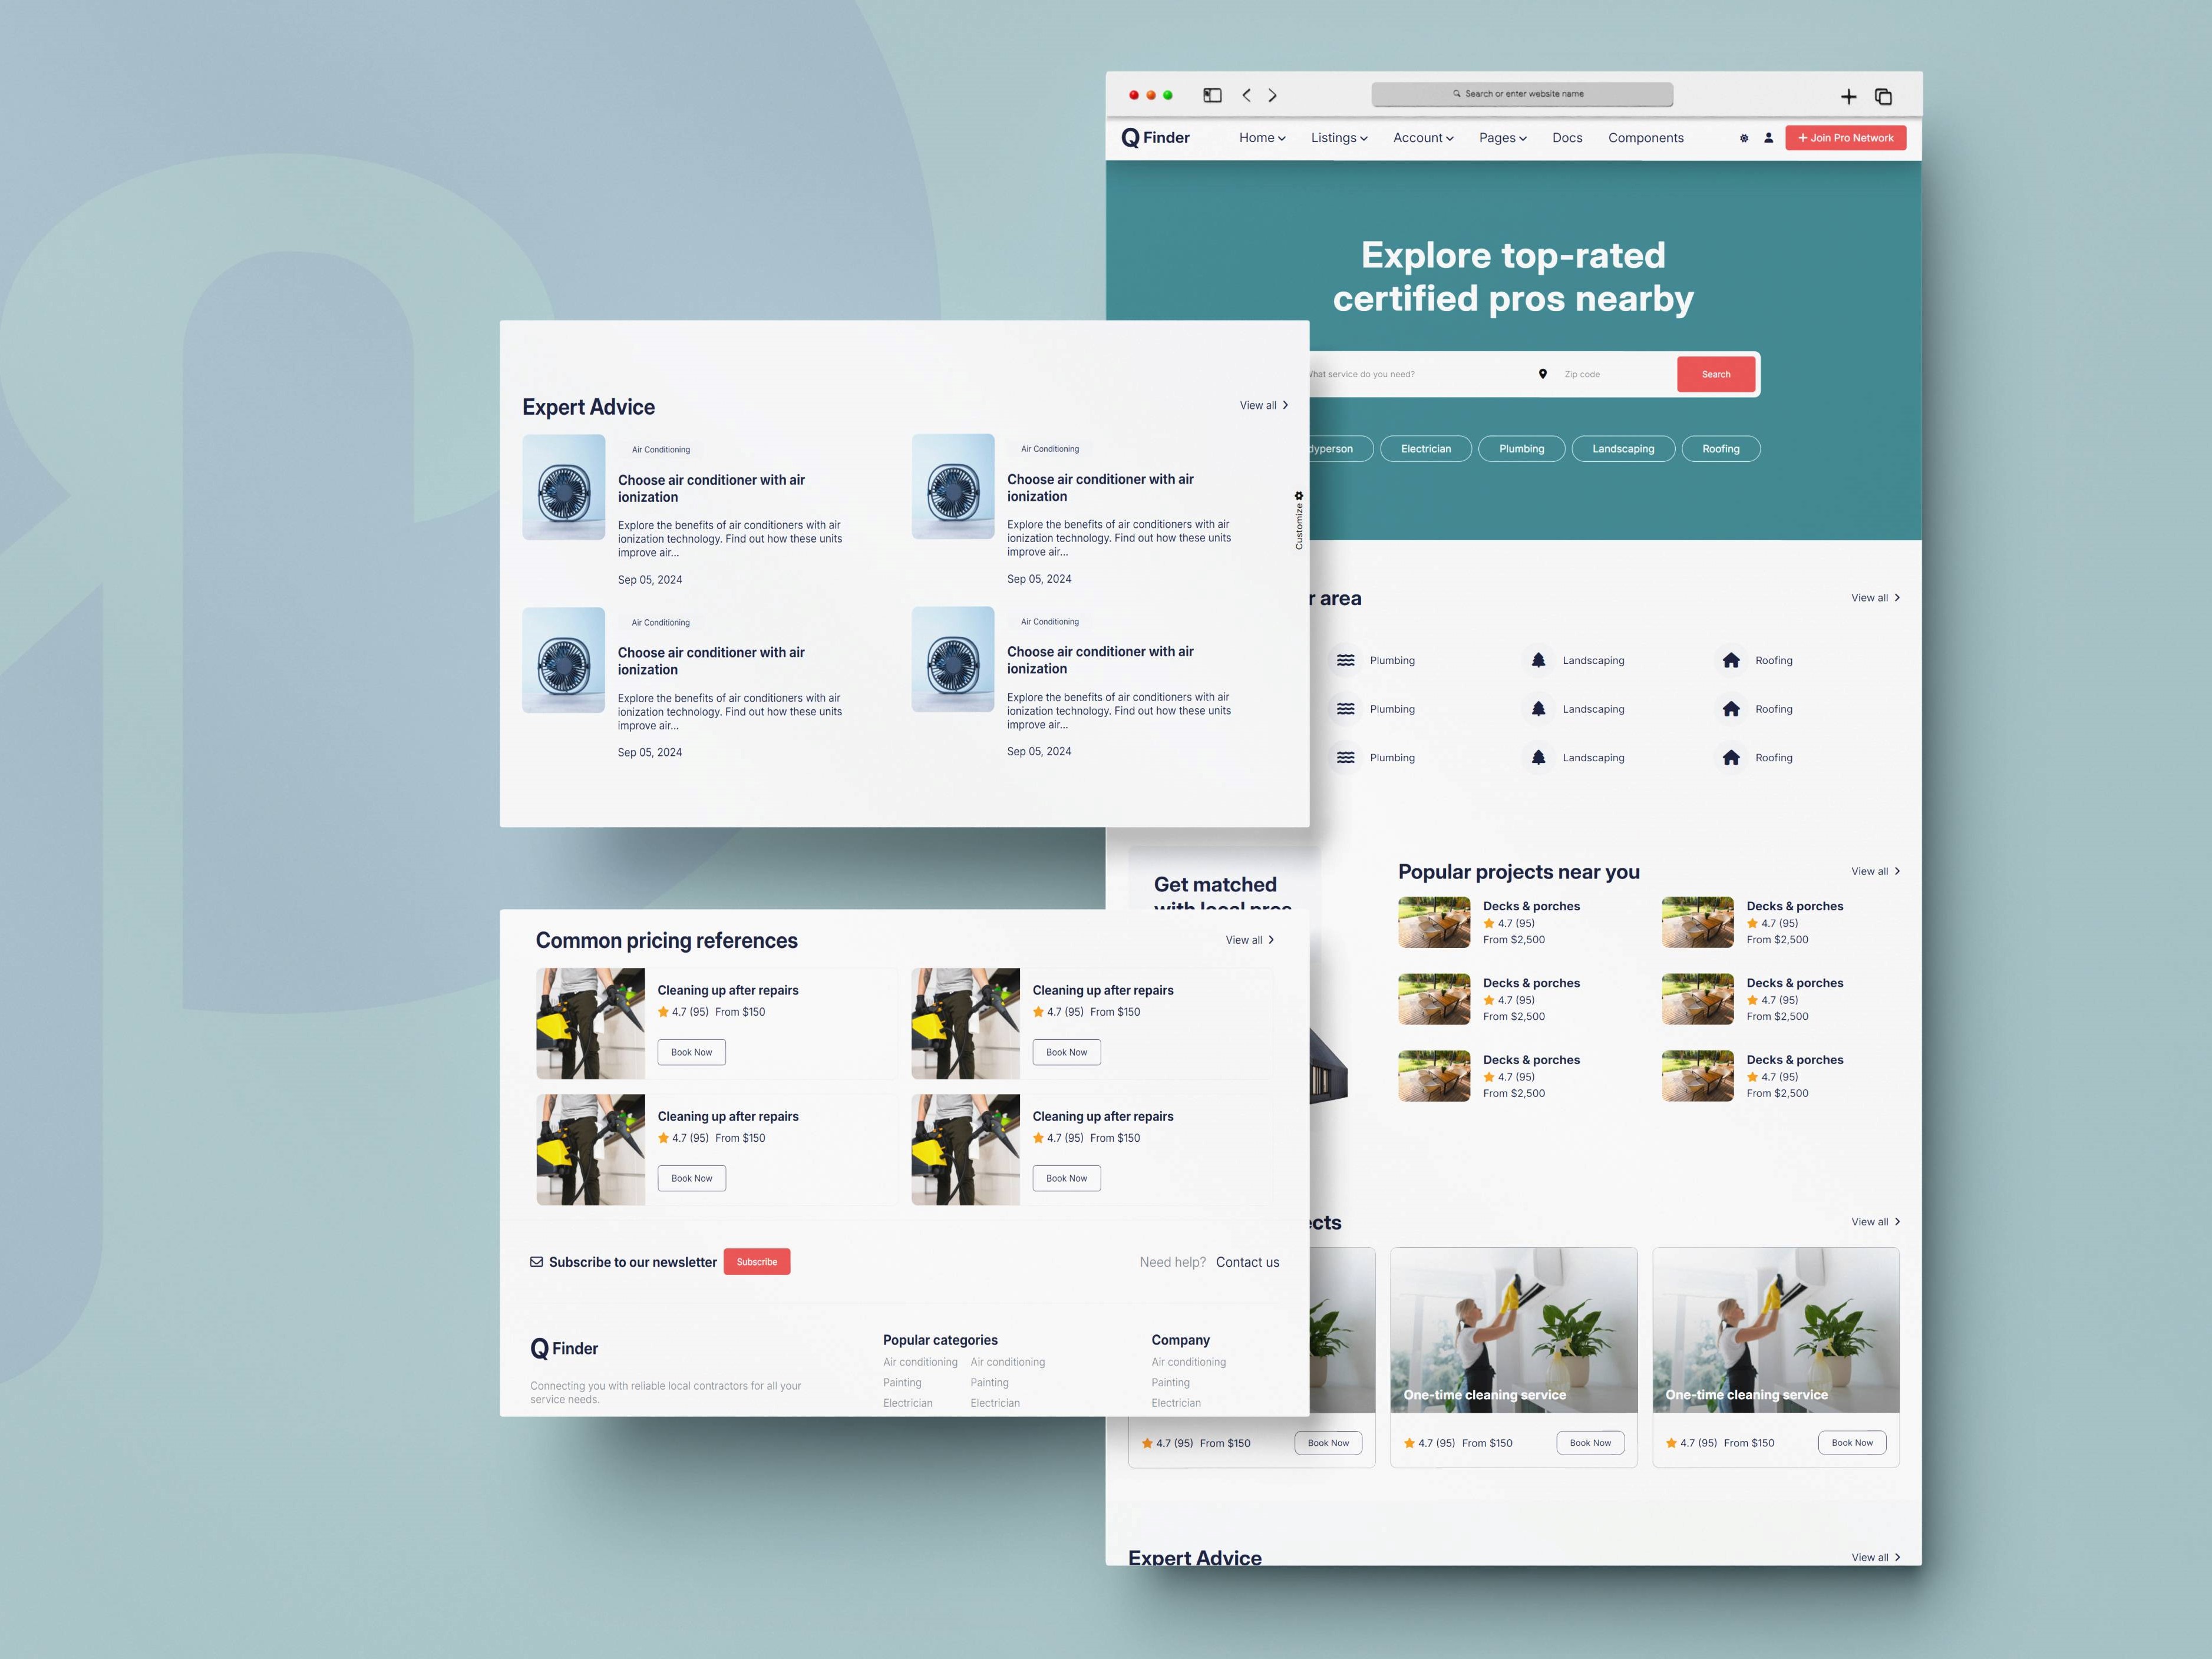 Search or enter website name
Finder
Home
Listings
Account
Pages
Docs
Components
+ Join Pro Network
Explore top-rated
certified pros nearby
What service do you need?
Zip code
Search
Electrician
Plumbing
Landscaping
Roofing
area
View all
Plumbing
Landscaping
Roofing
Plumbing
Landscaping
Roofing
Plumbing
Landscaping
Roofing
Expert Advice
View all
Air Conditioning
Choose air conditioner with air
ionization
Explore the benefits of air conditioners with air
ionization technology. Find out how these units
improve air...
Sep 05, 2024
Air Conditioning
Choose air conditioner with air
ionization
Explore the benefits of air conditioners with air
ionization technology. Find out how these units
improve air...
Sep 05, 2024
Customize
Air Conditioning
Choose air conditioner with air
ionization
Explore the benefits of air conditioners with air
ionization technology. Find out how these units
improve air...
Sep 05, 2024
Air Conditioning
Choose air conditioner with air
ionization
Explore the benefits of air conditioners with air
ionization technology. Find out how these units
improve air...
Sep 05, 2024
Get matched
with local pros
Popular projects near you
View all
Decks & porches
4.7 (95)
From $2,500
Decks & porches
4.7 (95)
From $2,500
Decks & porches
4.7 (95)
From $2,500
Decks & porches
4.7 (95)
From $2,500
Decks & porches
4.7 (95)
From $2,500
Decks & porches
4.7 (95)
From $2,500
Common pricing references
View all
Cleaning up after repairs
4.7 (95) From $150
Book Now
Cleaning up after repairs
4.7 (95) From $150
Book Now
Cleaning up after repairs
4.7 (95) From $150
Book Now
Cleaning up after repairs
4.7 (95) From $150
Book Now
Subscribe to our newsletter
Subscribe
Need help? Contact us
Finder
Connecting you with reliable local contractors for all your
service needs.
Popular categories
Air conditioning
Painting
Electrician
Air conditioning
Painting
Electrician
Company
Air conditioning
Painting
Electrician
View all
One-time cleaning service
One-time cleaning service
4.7 (95) From $150
Book Now
4.7 (95) From $150
Book Now
4.7 (95) From $150
Book Now
Expert Advice
View all